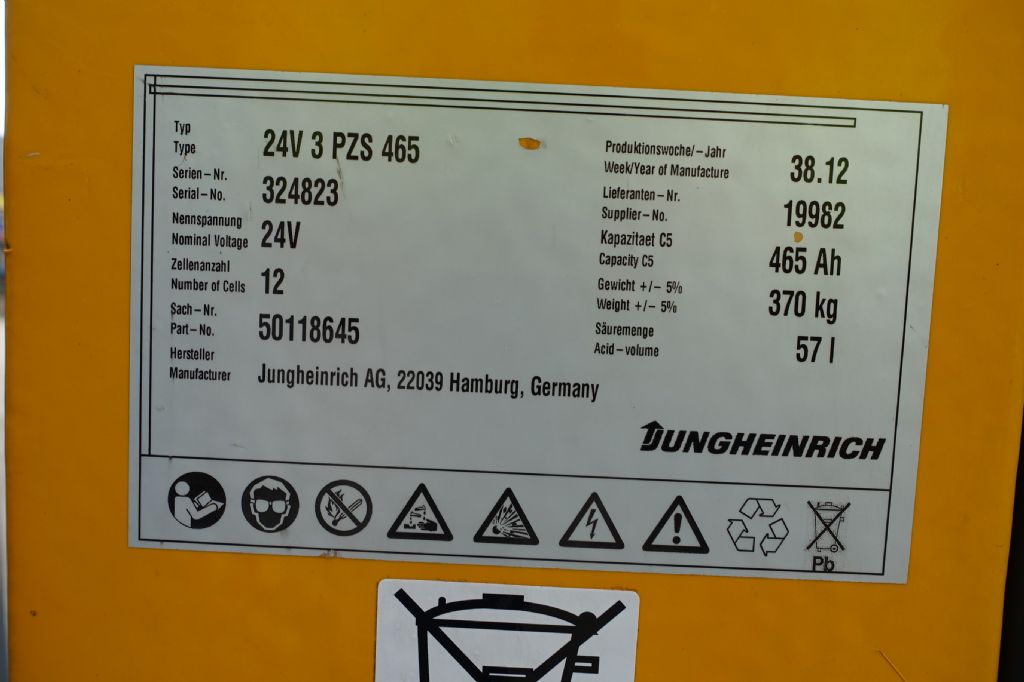 Typ
Type 24V 3 PZS 465
Serien-Nr.
Serial-No. 324823
Nennspannung
Nominal Voltage 24V
Zellenanzahl
Number of Cells 12
Sach-Nr.
Part-No. 50118645
Hersteller
Manufacturer Jungheinrich AG, 22039 Hamburg, Germany
Produktionswoche/-Jahr
Week/Year of Manufacture 38.12
Lieferanten-Nr.
Supplier-No. 19962
Kapazitaet C5
Capacity C5 465 Ah
Gewicht +/- 5%
Weight +/- 5% 370 kg
Säuremenge
Acid-volume 57 l
JUNGHEINRICH
Pb